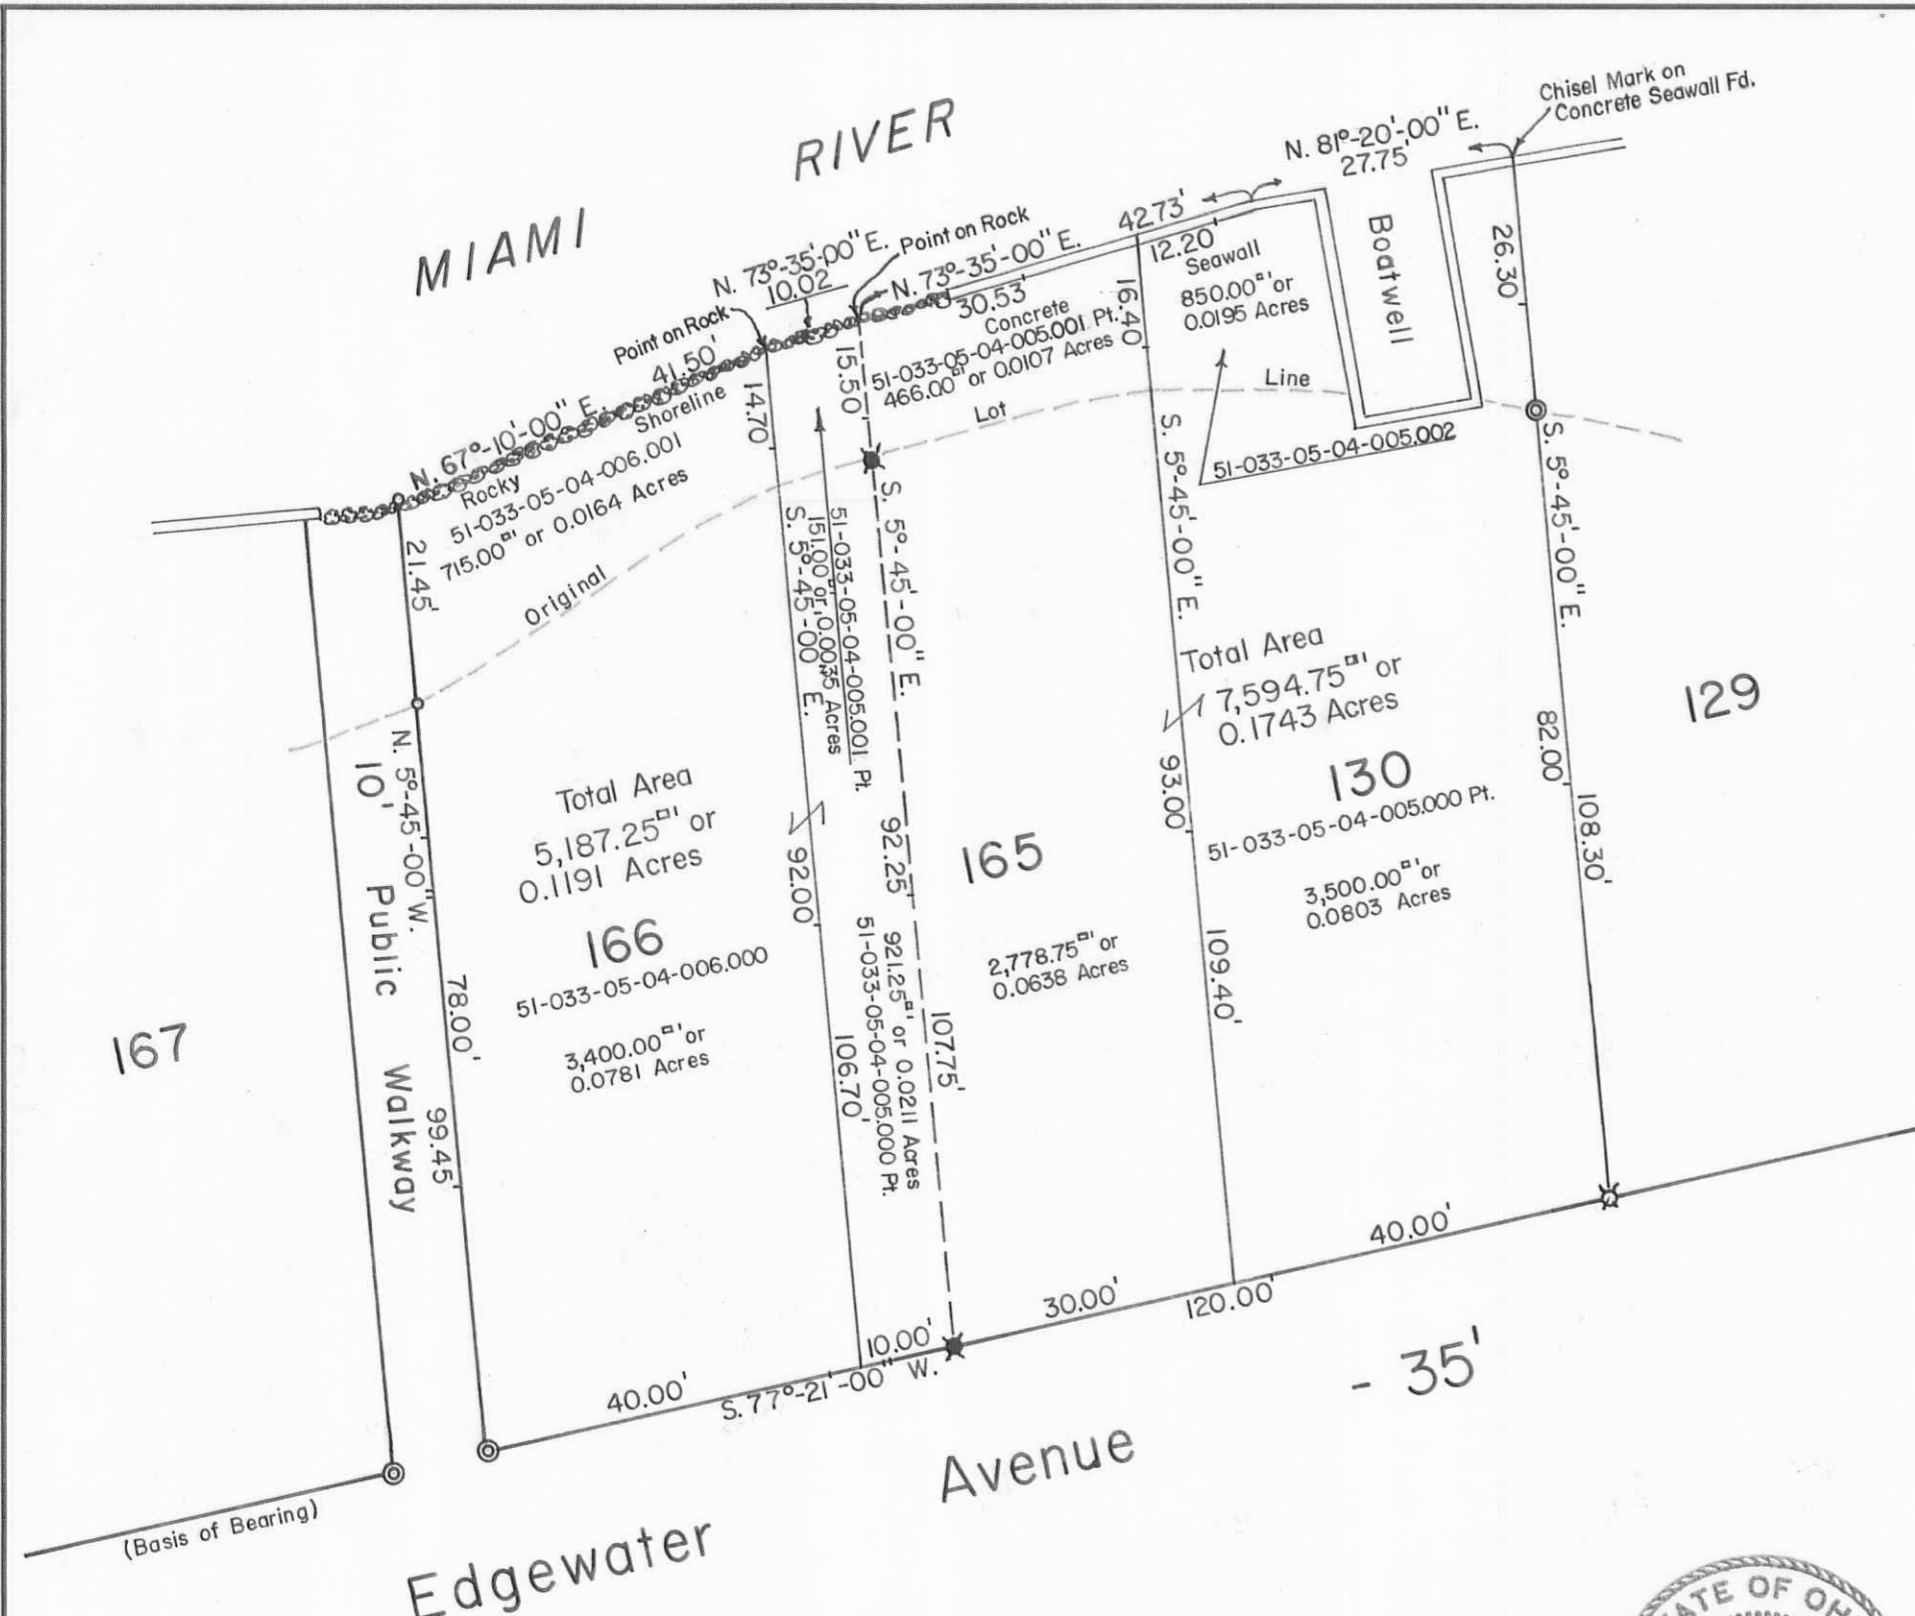 MIAMI RIVER
Chisel Mark on
Concrete Seawall Fd.
N. 81°-20'-00" E.
27.75'
42.73'
12.20'
Seawall
850.00□' or
0.0195 Acres
Boatwell
26.30'
Point on Rock
N. 73°-35'-00" E.
10.02
N. 73°-35'-00" E.
30.53'
Concrete
51-033-05-04-005.001 Pt.
466.00□' or 0.0107 Acres
16.40'
Point on Rock
41.50'
N. 67°-10'-00" E.
Rocky Shoreline
51-033-05-04-006.001
715.00□' or 0.0164 Acres
14.70'
15.50'
21.45'
Original Lot Line
51-033-05-04-005.002
S. 5°-45'-00" E.
S. 5°-45'-00" E.
S. 5°-45'-00" E.
S. 5°-45'-00" E.
51-033-05-04-005.001 Pt.
151.00□' or 0.0035 Acres
N. 5°-45'-00" W.
10' Public Walkway
78.00'
99.45'
Total Area
5,187.25□' or
0.1191 Acres
166
51-033-05-04-006.000
3,400.00□' or
0.0781 Acres
167
92.00'
106.70'
92.25'
107.75'
921.25□' or 0.0211 Acres
51-033-05-04-005.000 Pt.
165
2,778.75□' or
0.0638 Acres
93.00'
109.40'
Total Area
7,594.75□' or
0.1743 Acres
130
51-033-05-04-005.000 Pt.
3,500.00□' or
0.0803 Acres
82.00'
108.30'
129
40.00'
10.00'
30.00'
40.00'
S. 77°-21'-00" W.
120.00'
(Basis of Bearing)
Edgewater Avenue - 35'